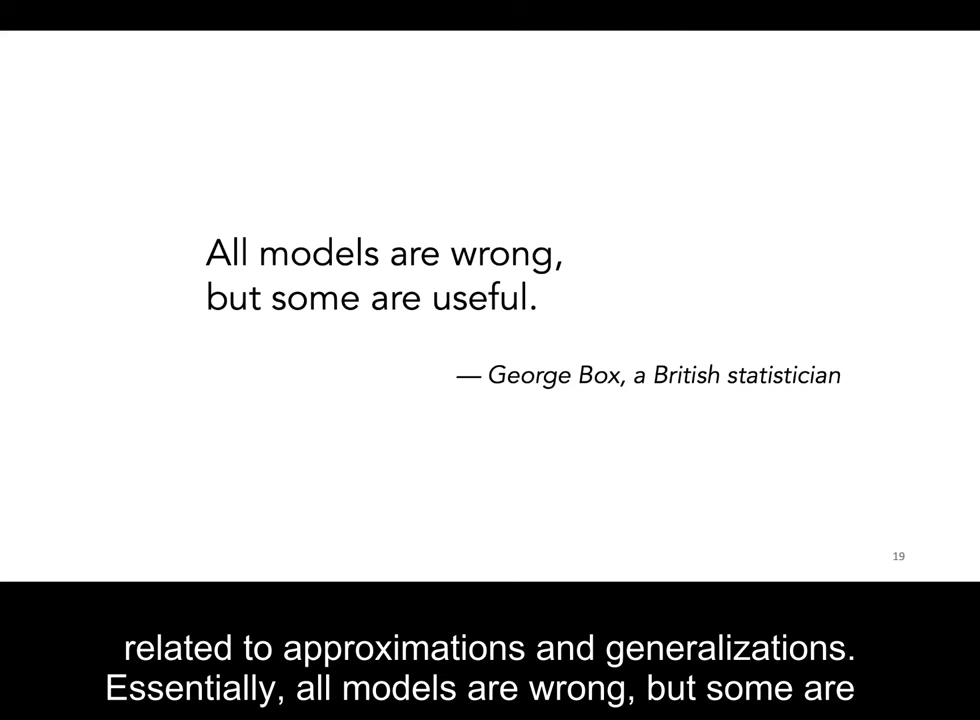 All models are wrong,
but some are useful.
— George Box, a British statistician
19
related to approximations and generalizations.
Essentially, all models are wrong, but some are